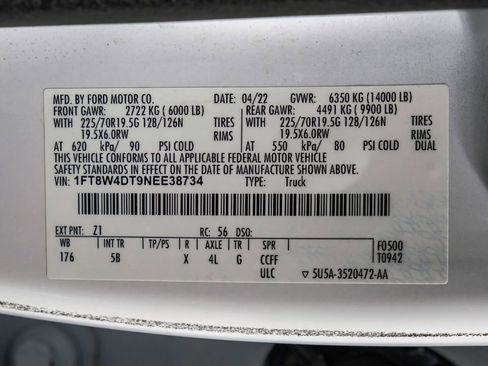 MFD. BY FORD MOTOR CO. 04/22 GVWR: 6350 KG (14000 LB)
FRONT GAWR: 2722 KG ( 6000 LB) REAR GAWR: 4491 KG ( 9900 LB)
WITH 225/70R19.5G 128/126N TIRES WITH 225/70R19.5G 128/126N TIRES
19.5X6.0RW RIMS 19.5X6.0RW RIMS
AT 620 kPa/ 90 PSI COLD AT 550 kPa/ 80 PSI COLD DUAL
THIS VEHICLE CONFORMS TO ALL APPLICABLE FEDERAL MOTOR VEHICLE
SAFETY STANDARDS IN EFFECT ON THE DATE OF MANUFACTURE SHOWN ABOVE.
VIN: 1FT8W4DT9NEE38734 TYPE: Truck
EXT PNT: Z1 RC: 56 DSO:
WB INT TR TP/PS R AXLE TR SPR F0500
176 5B X 4L G CCFF T0942
ULC ▽ 5U5A-3520472-AA